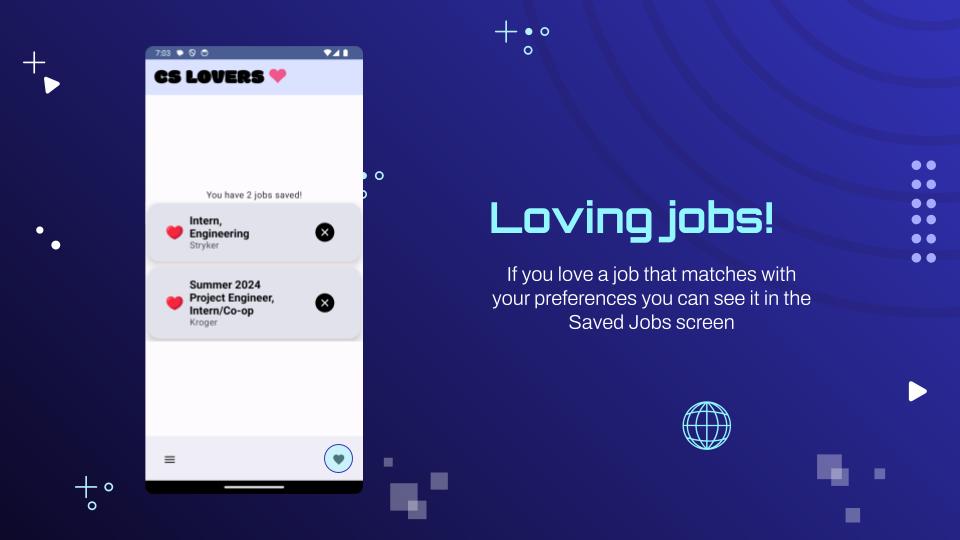 7:03
CS LOVERS
You have 2 jobs saved!
Intern,
Engineering
Stryker
Summer 2024
Project Engineer,
Intern/Co-op
Kroger
Loving jobs!
If you love a job that matches with
your preferences you can see it in the
Saved Jobs screen